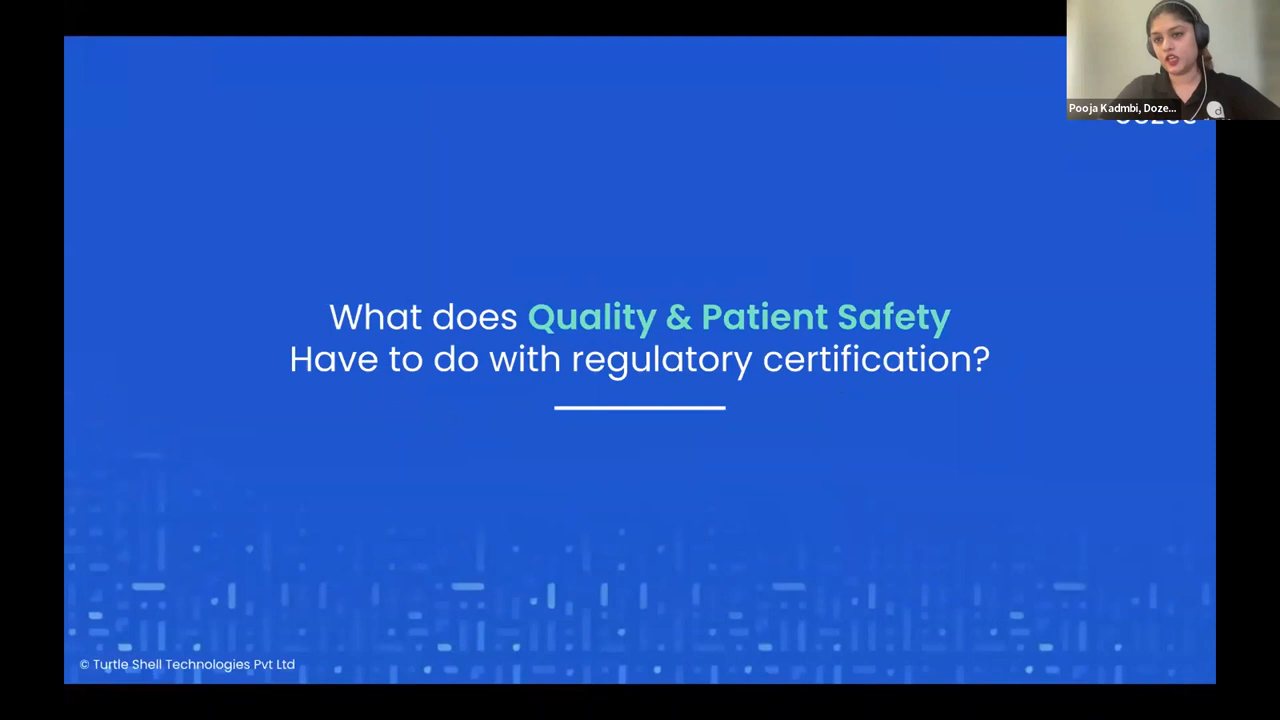 Pooja Kadmbi, Doze...
What does Quality & Patient Safety
Have to do with regulatory certification?
© Turtle Shell Technologies Pvt Ltd